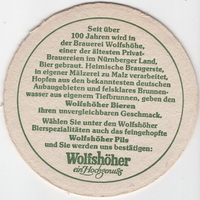 Seit über
100 Jahren wird in
der Brauerei Wolfshöhe,
einer der ältesten Privat-
Brauereien im Nürnberger Land,
Bier gebraut. Heimische Braugerste,
in eigener Mälzerei zu Malz verarbeitet,
Hopfen aus den bekanntesten deutschen
Anbaugebieten und felsklares Brunnen-
wasser aus eigenem Tiefbrunnen, geben den
Wolfshöher Bieren
ihren unvergleichbaren Geschmack.
Wählen Sie unter den Wolfshöher
Bierspezialitäten auch das feingehopfte
Wolfshöher Pils
und Sie werden uns bestätigen:
Wolfshöher
ein Hochgenuß